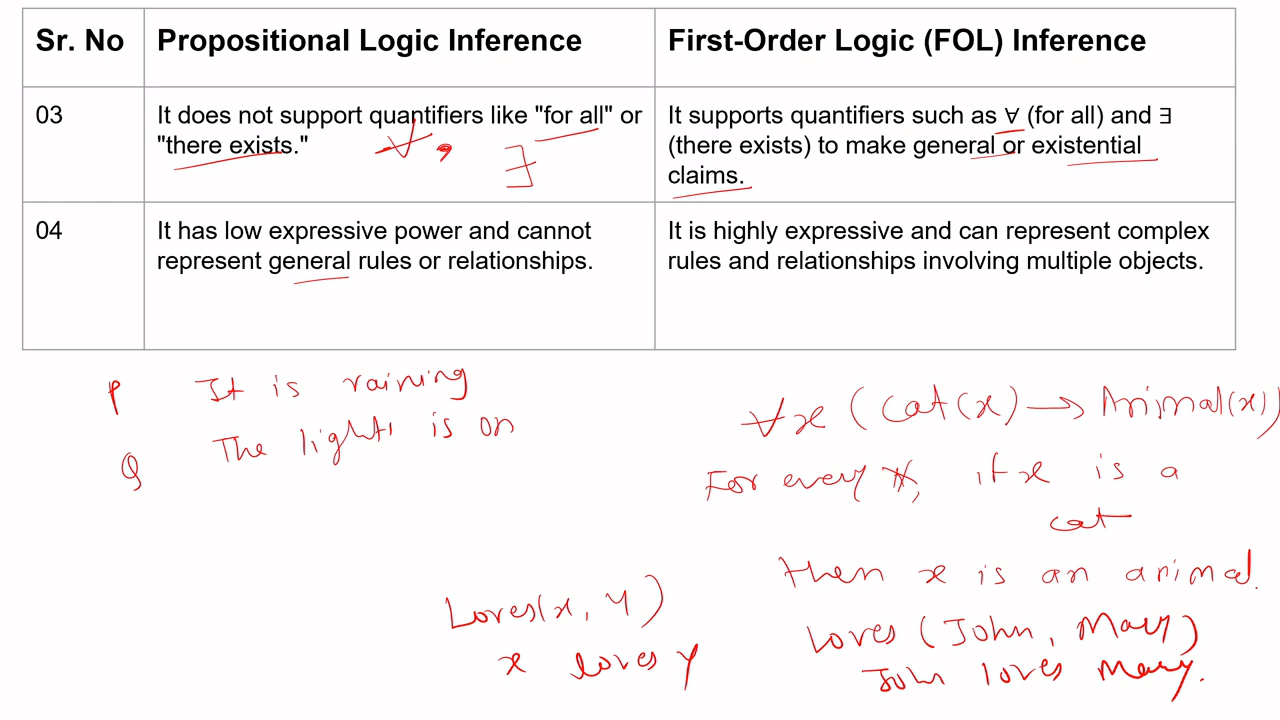 Sr. No Propositional Logic Inference First-Order Logic (FOL) Inference
03 It does not support quantifiers like "for all" or
"there exists."
∀, ∃
It supports quantifiers such as ∀ (for all) and ∃
(there exists) to make general or existential
claims.
04 It has low expressive power and cannot
represent general rules or relationships.
It is highly expressive and can represent complex
rules and relationships involving multiple objects.
P It is raining
Q The lights is on
∀x (Cat(x) → Animal(x))
For every x, if x is a
cat
then x is an animal.
Loves(x, y)
x loves y
Loves (John, Mary)
John loves Mary.